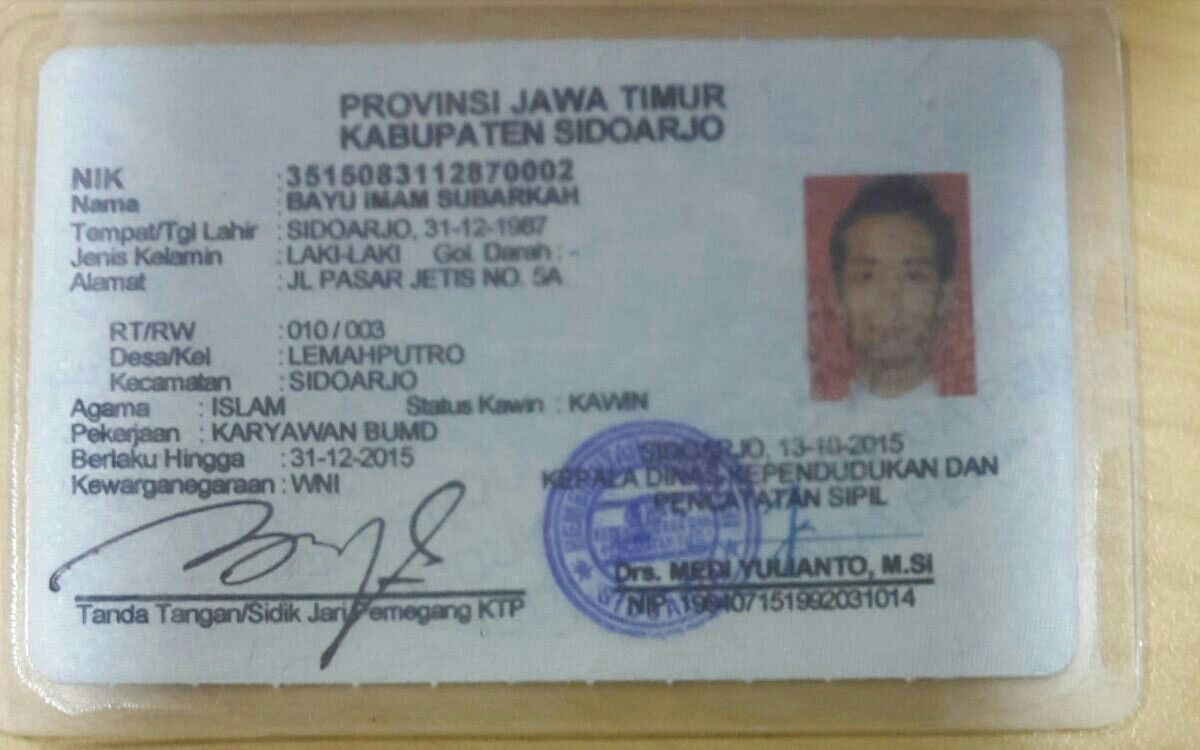 PROVINSI JAWA TIMUR
KABUPATEN SIDOARJO
NIK : 3515083112870002
Nama : BAYU IMAM SUBARKAH
Tempat/Tgl Lahir : SIDOARJO, 31-12-1987
Jenis Kelamin : LAKI-LAKI Gol. Darah : -
Alamat : JL PASAR JETIS NO. 5A
RT/RW : 010 / 003
Desa/Kel : LEMAHPUTRO
Kecamatan : SIDOARJO
Agama : ISLAM Status Kawin : KAWIN
Pekerjaan : KARYAWAN BUMD
Berlaku Hingga : 31-12-2015
Kewarganegaraan : WNI
SIDOARJO, 13-10-2015
KEPALA DINAS KEPENDUDUKAN DAN
PENCATATAN SIPIL
Drs. MEDI YULIANTO, M.Si
NIP. 196407151992031014
Tanda Tangan/Sidik Jari Pemegang KTP